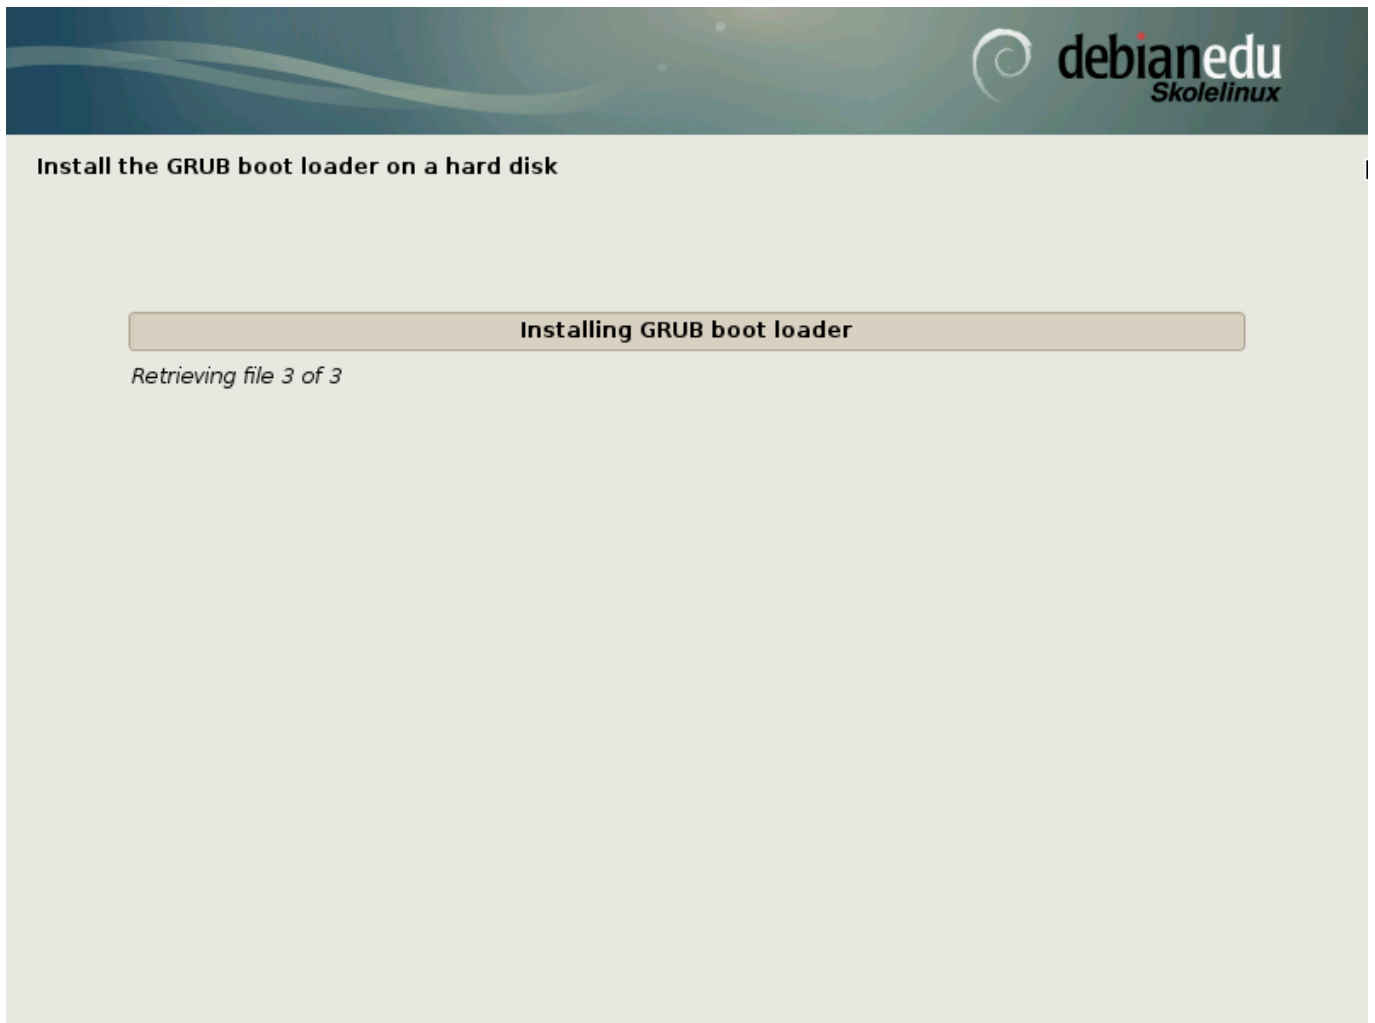 debianedu
Skolelinux
Install the GRUB boot loader on a hard disk
Installing GRUB boot loader
Retrieving file 3 of 3